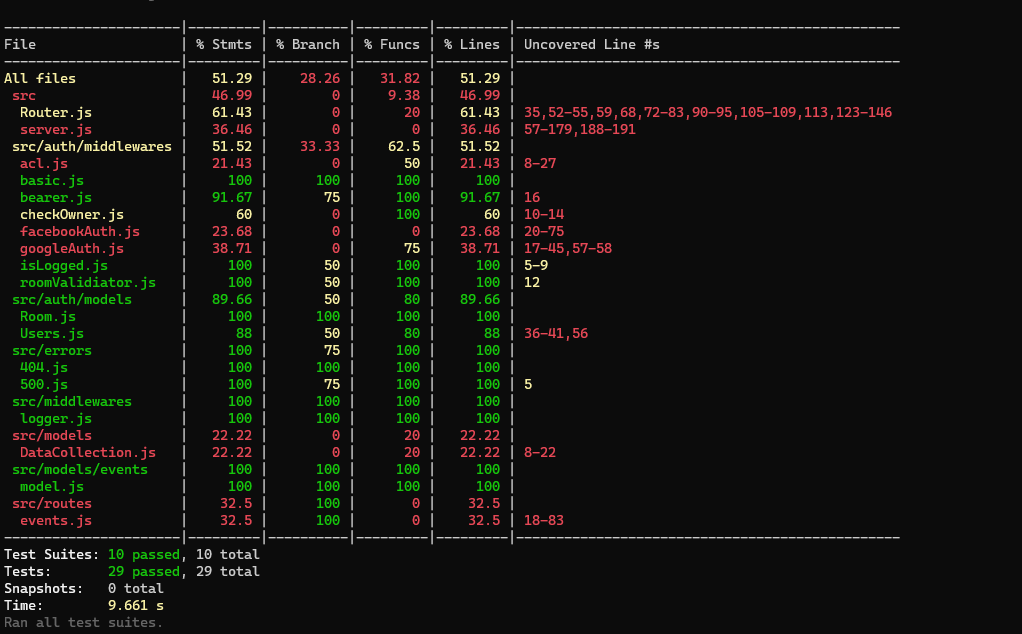 --------------------|---------|----------|---------|---------|------------------------------------------------
File                | % Stmts | % Branch | % Funcs | % Lines | Uncovered Line #s
--------------------|---------|----------|---------|---------|------------------------------------------------
All files           |   51.29 |    28.26 |   31.82 |   51.29 |
 src                |   46.99 |        0 |    9.38 |   46.99 |
  Router.js         |   61.43 |        0 |      20 |   61.43 | 35,52-55,59,68,72-83,90-95,105-109,113,123-146
  server.js         |   36.46 |        0 |       0 |   36.46 | 57-179,188-191
 src/auth/middlewares |   51.52 |    33.33 |    62.5 |   51.52 |
  acl.js            |   21.43 |        0 |      50 |   21.43 | 8-27
  basic.js          |     100 |      100 |     100 |     100 |
  bearer.js         |   91.67 |       75 |     100 |   91.67 | 16
  checkOwner.js     |      60 |        0 |     100 |      60 | 10-14
  facebookAuth.js   |   23.68 |        0 |       0 |   23.68 | 20-75
  googleAuth.js     |   38.71 |        0 |      75 |   38.71 | 17-45,57-58
  isLogged.js       |     100 |       50 |     100 |     100 | 5-9
  roomValidiator.js |     100 |       50 |     100 |     100 | 12
 src/auth/models    |   89.66 |       50 |      80 |   89.66 |
  Room.js           |     100 |      100 |     100 |     100 |
  Users.js          |      88 |       50 |      80 |      88 | 36-41,56
 src/errors         |     100 |       75 |     100 |     100 |
  404.js            |     100 |      100 |     100 |     100 |
  500.js            |     100 |       75 |     100 |     100 | 5
 src/middlewares    |     100 |      100 |     100 |     100 |
  logger.js         |     100 |      100 |     100 |     100 |
 src/models         |   22.22 |        0 |      20 |   22.22 |
  DataCollection.js |   22.22 |        0 |      20 |   22.22 | 8-22
 src/models/events  |     100 |      100 |     100 |     100 |
  model.js          |     100 |      100 |     100 |     100 |
 src/routes         |    32.5 |      100 |       0 |    32.5 |
  events.js         |    32.5 |      100 |       0 |    32.5 | 18-83
--------------------|---------|----------|---------|---------|------------------------------------------------
Test Suites: 10 passed, 10 total
Tests:       29 passed, 29 total
Snapshots:   0 total
Time:        9.661 s
Ran all test suites.